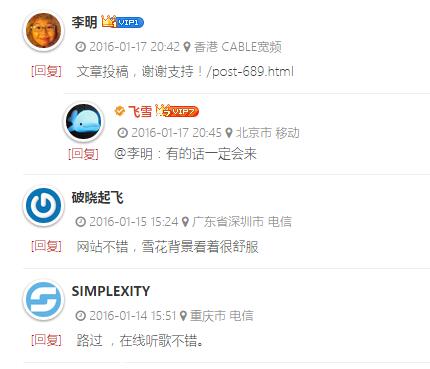 李明 VIP1
2016-01-17 20:42 香港 CABLE宽频
[回复] 文章投稿，谢谢支持！/post-689.html
飞雪 VIP7
2016-01-17 20:45 北京市 移动
[回复] @李明：有的话一定会来
破晓起飞
2016-01-15 15:24 广东省深圳市 电信
[回复] 网站不错，雪花背景看着很舒服
SIMPLEXITY
2016-01-14 15:51 重庆市 电信
[回复] 路过 ，在线听歌不错。